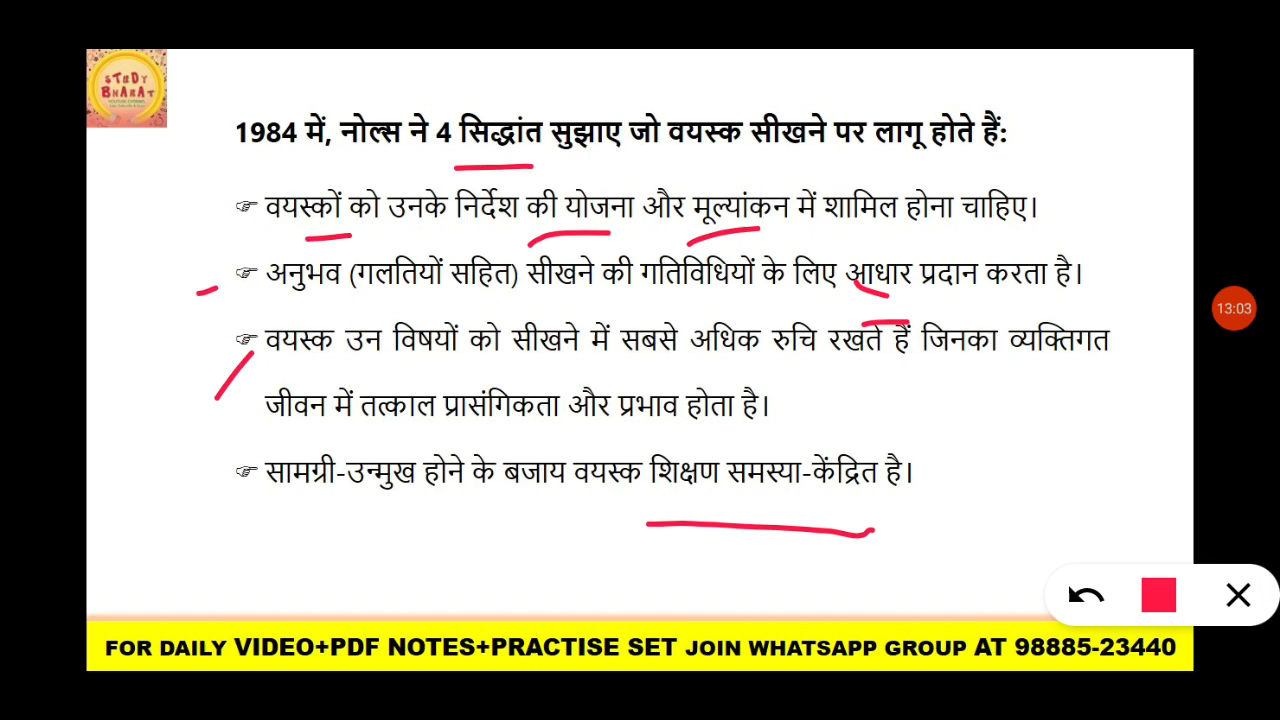 STUDY
BHARAT
YOUTUBE CHANNEL
1984 में, नोल्स ने 4 सिद्धांत सुझाए जो वयस्क सीखने पर लागू होते हैं:
☞ वयस्कों को उनके निर्देश की योजना और मूल्यांकन में शामिल होना चाहिए।
☞ अनुभव (गलतियों सहित) सीखने की गतिविधियों के लिए आधार प्रदान करता है।
☞ वयस्क उन विषयों को सीखने में सबसे अधिक रुचि रखते हैं जिनका व्यक्तिगत
जीवन में तत्काल प्रासंगिकता और प्रभाव होता है।
☞ सामग्री-उन्मुख होने के बजाय वयस्क शिक्षण समस्या-केंद्रित है।
13:03
FOR DAILY VIDEO+PDF NOTES+PRACTISE SET JOIN WHATSAPP GROUP AT 98885-23440